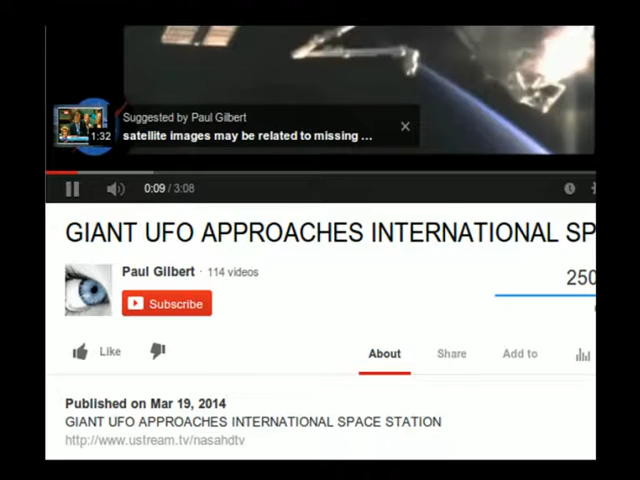 Suggested by Paul Gilbert
satellite images may be related to missing ...
1:32
0:09 / 3:08
GIANT UFO APPROACHES INTERNATIONAL SP
Paul Gilbert · 114 videos
250
Subscribe
Like
About
Share
Add to
Published on Mar 19, 2014
GIANT UFO APPROACHES INTERNATIONAL SPACE STATION
http://www.ustream.tv/nasahdtv